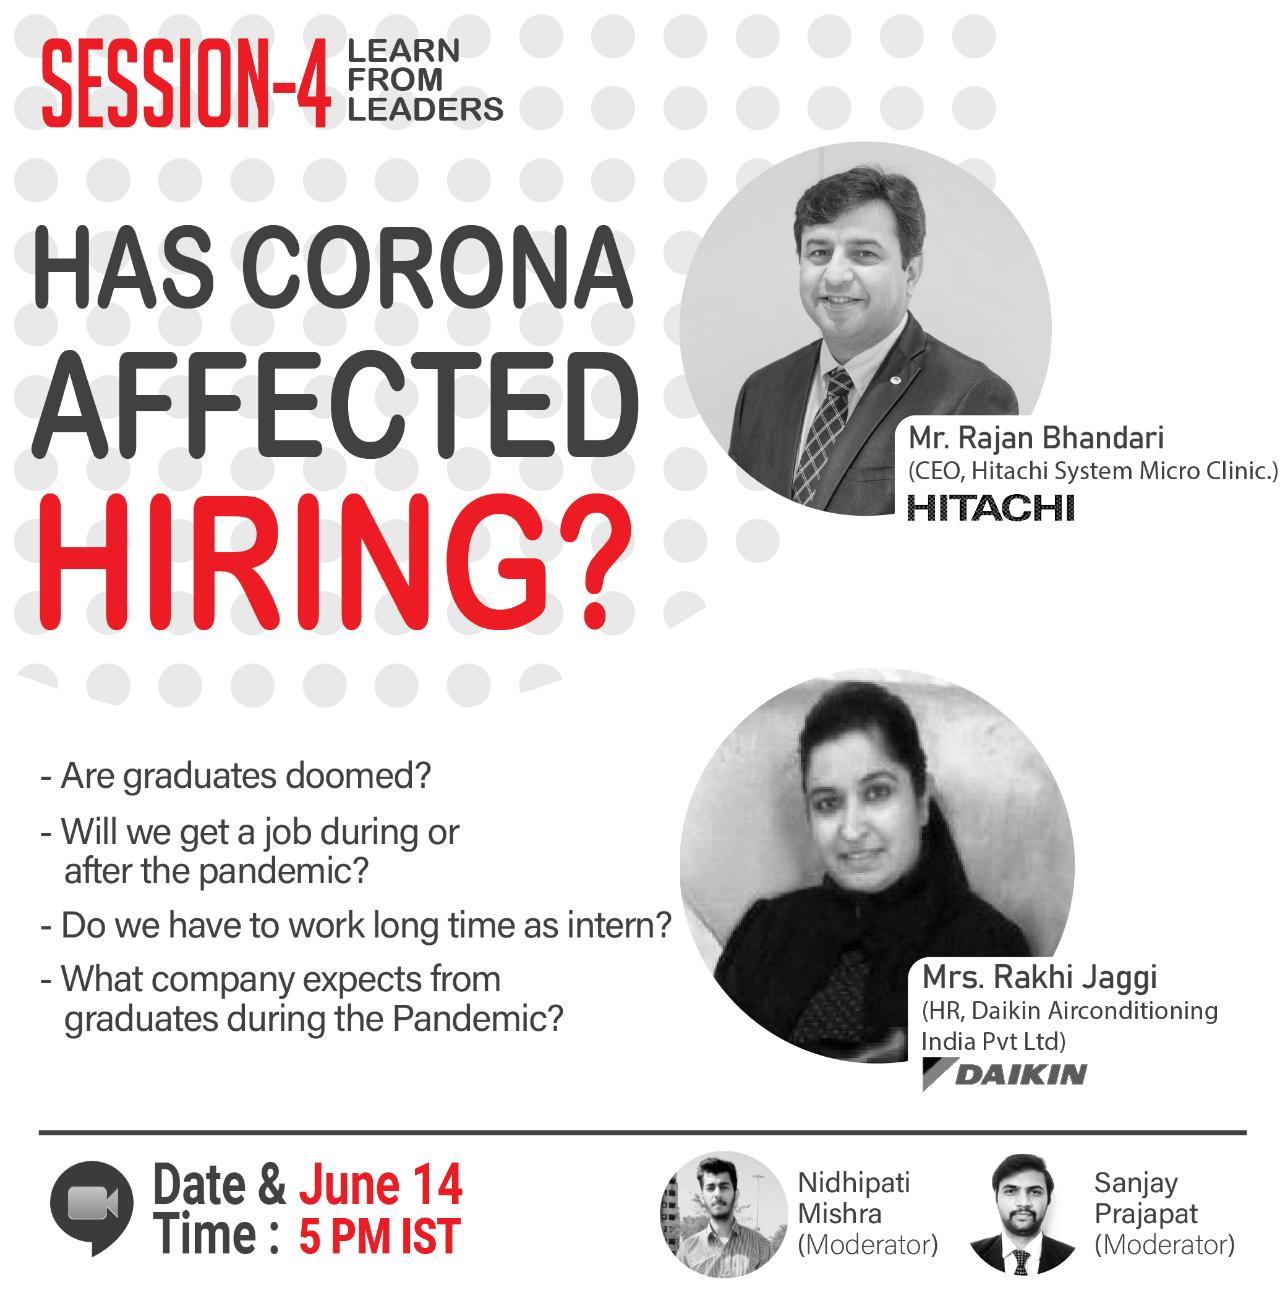 SESSION-4
LEARN
FROM
LEADERS
HAS CORONA
AFFECTED
HIRING?
Mr. Rajan Bhandari
(CEO, Hitachi System Micro Clinic.)
HITACHI
- Are graduates doomed?
- Will we get a job during or
after the pandemic?
- Do we have to work long time as intern?
- What company expects from
graduates during the Pandemic?
Mrs. Rakhi Jaggi
(HR, Daikin Airconditioning
India Pvt Ltd)
DAIKIN
Date & June 14
Time : 5 PM IST
Nidhipati
Mishra
(Moderator)
Sanjay
Prajapat
(Moderator)